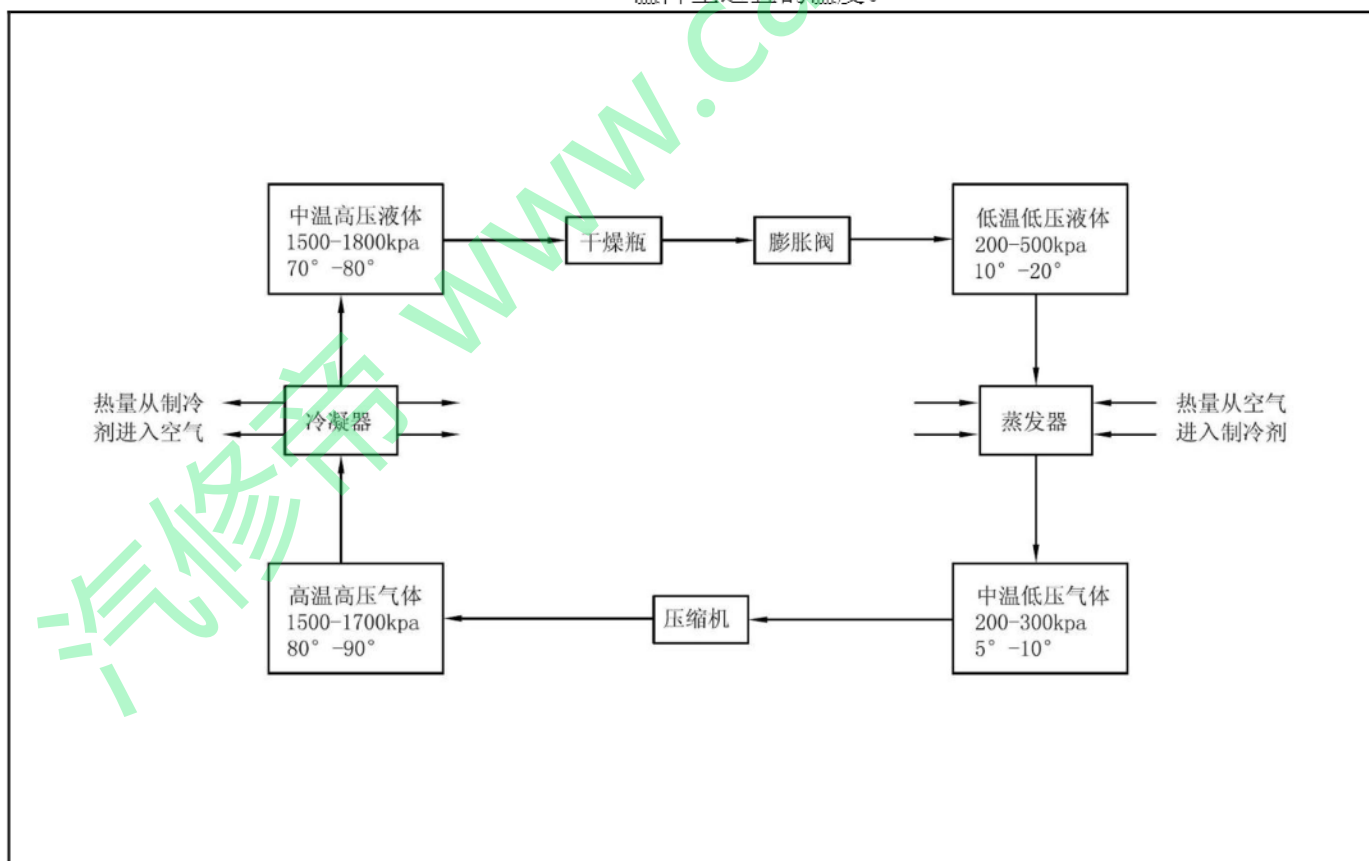 中温高压液体
1500-1800kpa
70° -80°
干燥瓶
膨胀阀
低温低压液体
200-500kpa
10° -20°
热量从制冷
剂进入空气
冷凝器
蒸发器
热量从空气
进入制冷剂
高温高压气体
1500-1700kpa
80° -90°
压缩机
中温低压气体
200-300kpa
5° -10°
汽修帝 www.ca